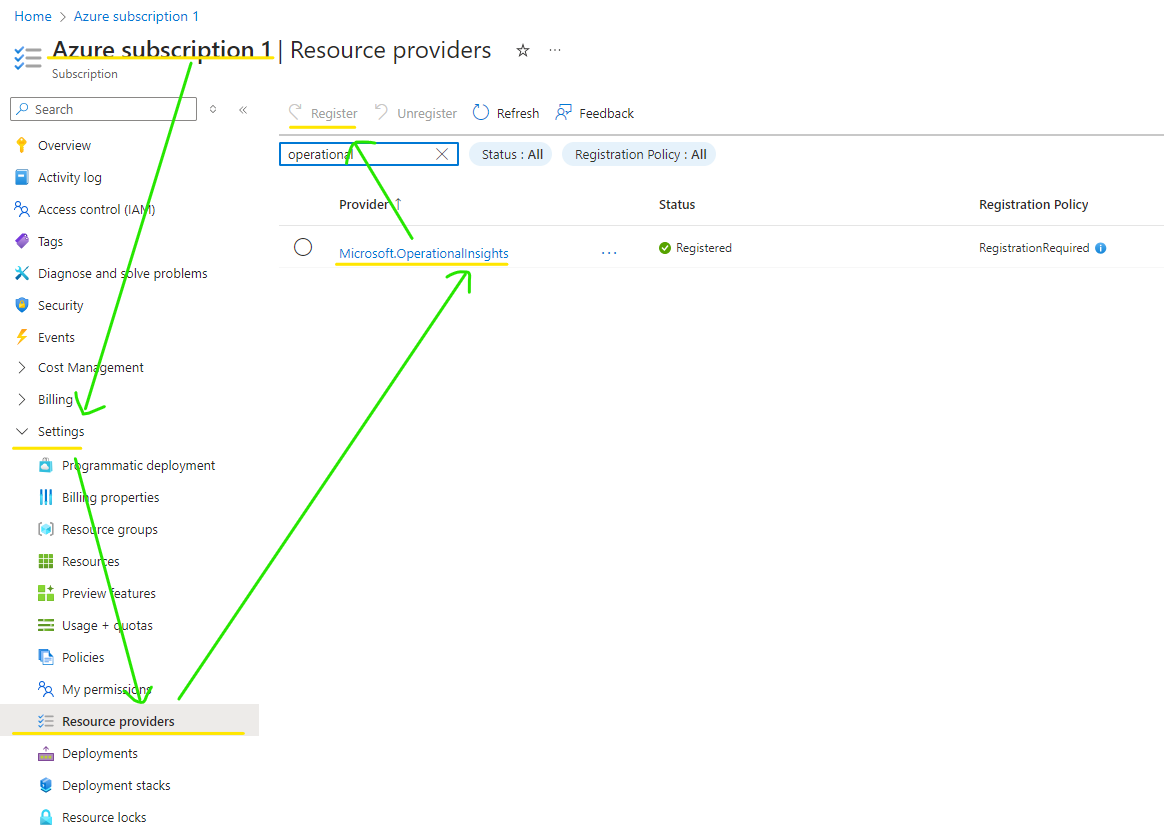 Home > Azure subscription 1
Azure subscription 1 | Resource providers
Subscription
Search
Overview
Activity log
Access control (IAM)
Tags
Diagnose and solve problems
Security
Events
Cost Management
Billing
Settings
Programmatic deployment
Billing properties
Resource groups
Resources
Preview features
Usage + quotas
Policies
My permissions
Resource providers
Deployments
Deployment stacks
Resource locks
Register Unregister Refresh Feedback
operational Status : All Registration Policy : All
Provider ↑ Status Registration Policy
Microsoft.OperationalInsights ... Registered RegistrationRequired